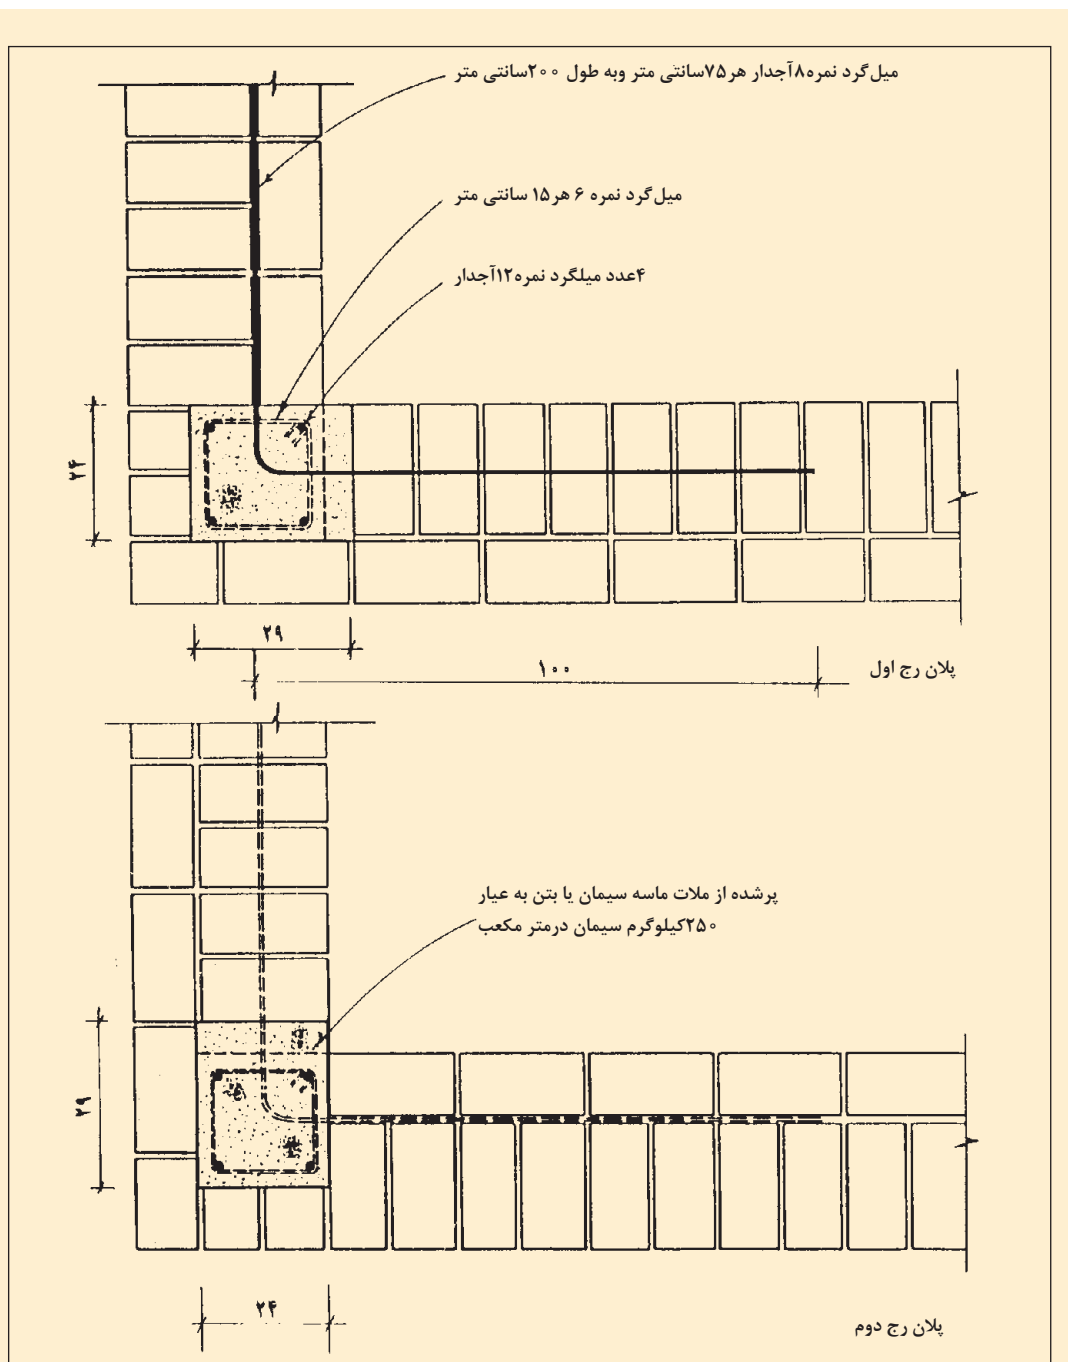 میل‌گرد نمره۸آجدار هر۷۵سانتی متر وبه طول ۲۰۰سانتی متر
میل‌گرد نمره ۶ هر۱۵ سانتی متر
۴عدد میلگرد نمره۱۲آجدار
۲۴
۲۹
۱۰۰
پلان رج اول
پرشده از ملات ماسه سیمان یا بتن به عیار
۲۵۰کیلوگرم سیمان درمتر مکعب
۲۹
۲۴
پلان رج دوم